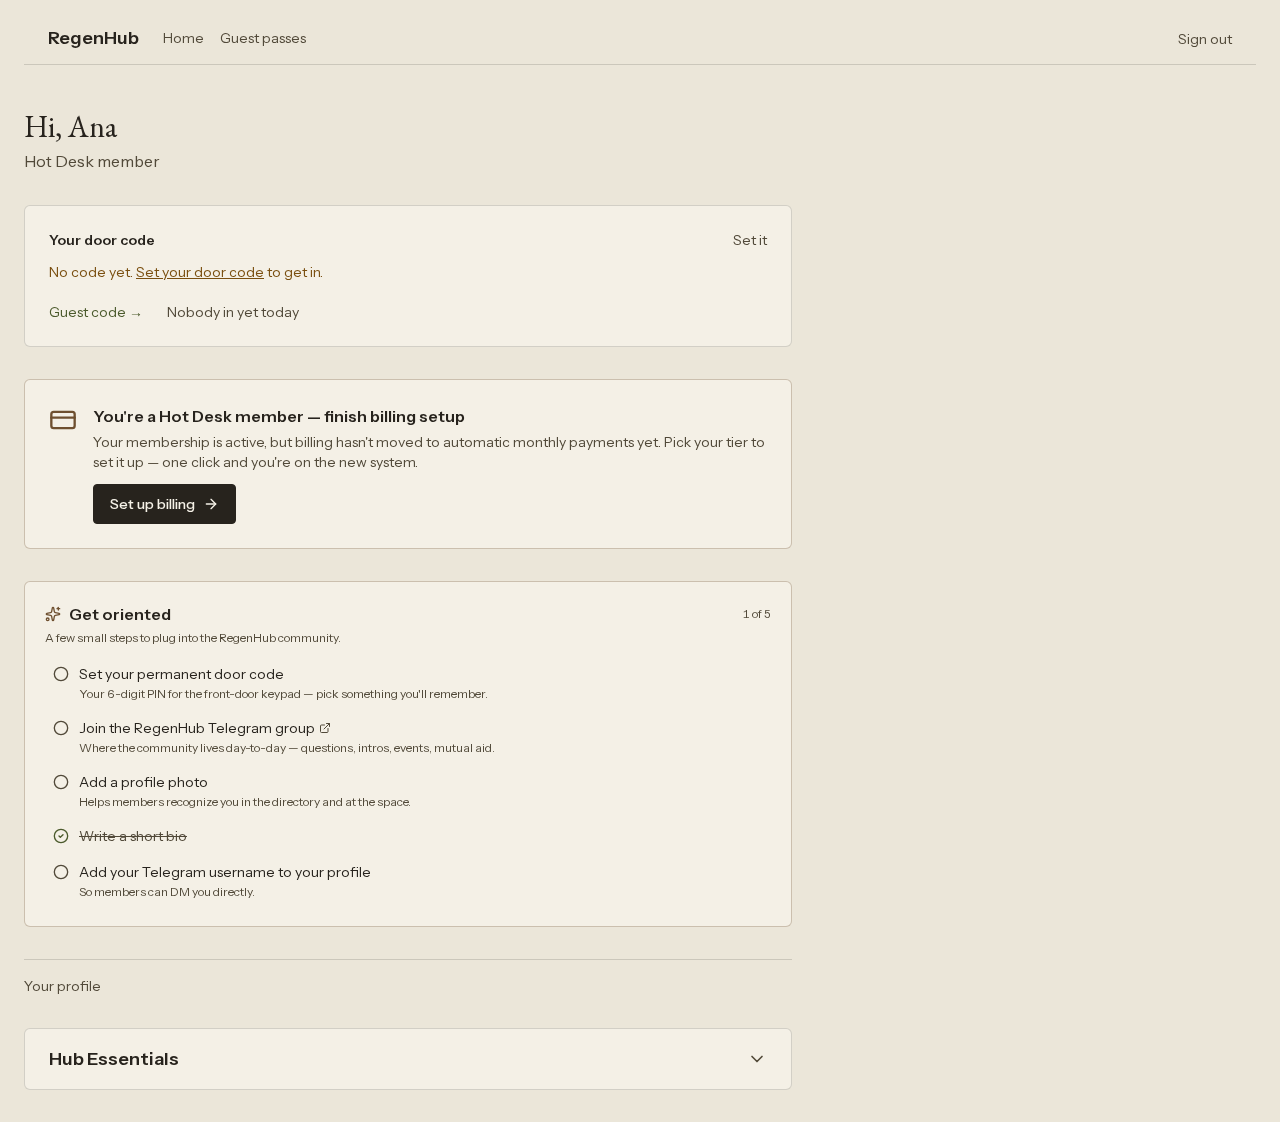 RegenHub Home Guest passes Sign out
Hi, Ana
Hot Desk member
Your door code Set it
No code yet. Set your door code to get in.
Guest code → Nobody in yet today
You're a Hot Desk member — finish billing setup
Your membership is active, but billing hasn't moved to automatic monthly payments yet. Pick your tier to
set it up — one click and you're on the new system.
Set up billing →
Get oriented 1 of 5
A few small steps to plug into the RegenHub community.
Set your permanent door code
Your 6-digit PIN for the front-door keypad — pick something you'll remember.
Join the RegenHub Telegram group
Where the community lives day-to-day — questions, intros, events, mutual aid.
Add a profile photo
Helps members recognize you in the directory and at the space.
Write a short bio
Add your Telegram username to your profile
So members can DM you directly.
Your profile
Hub Essentials